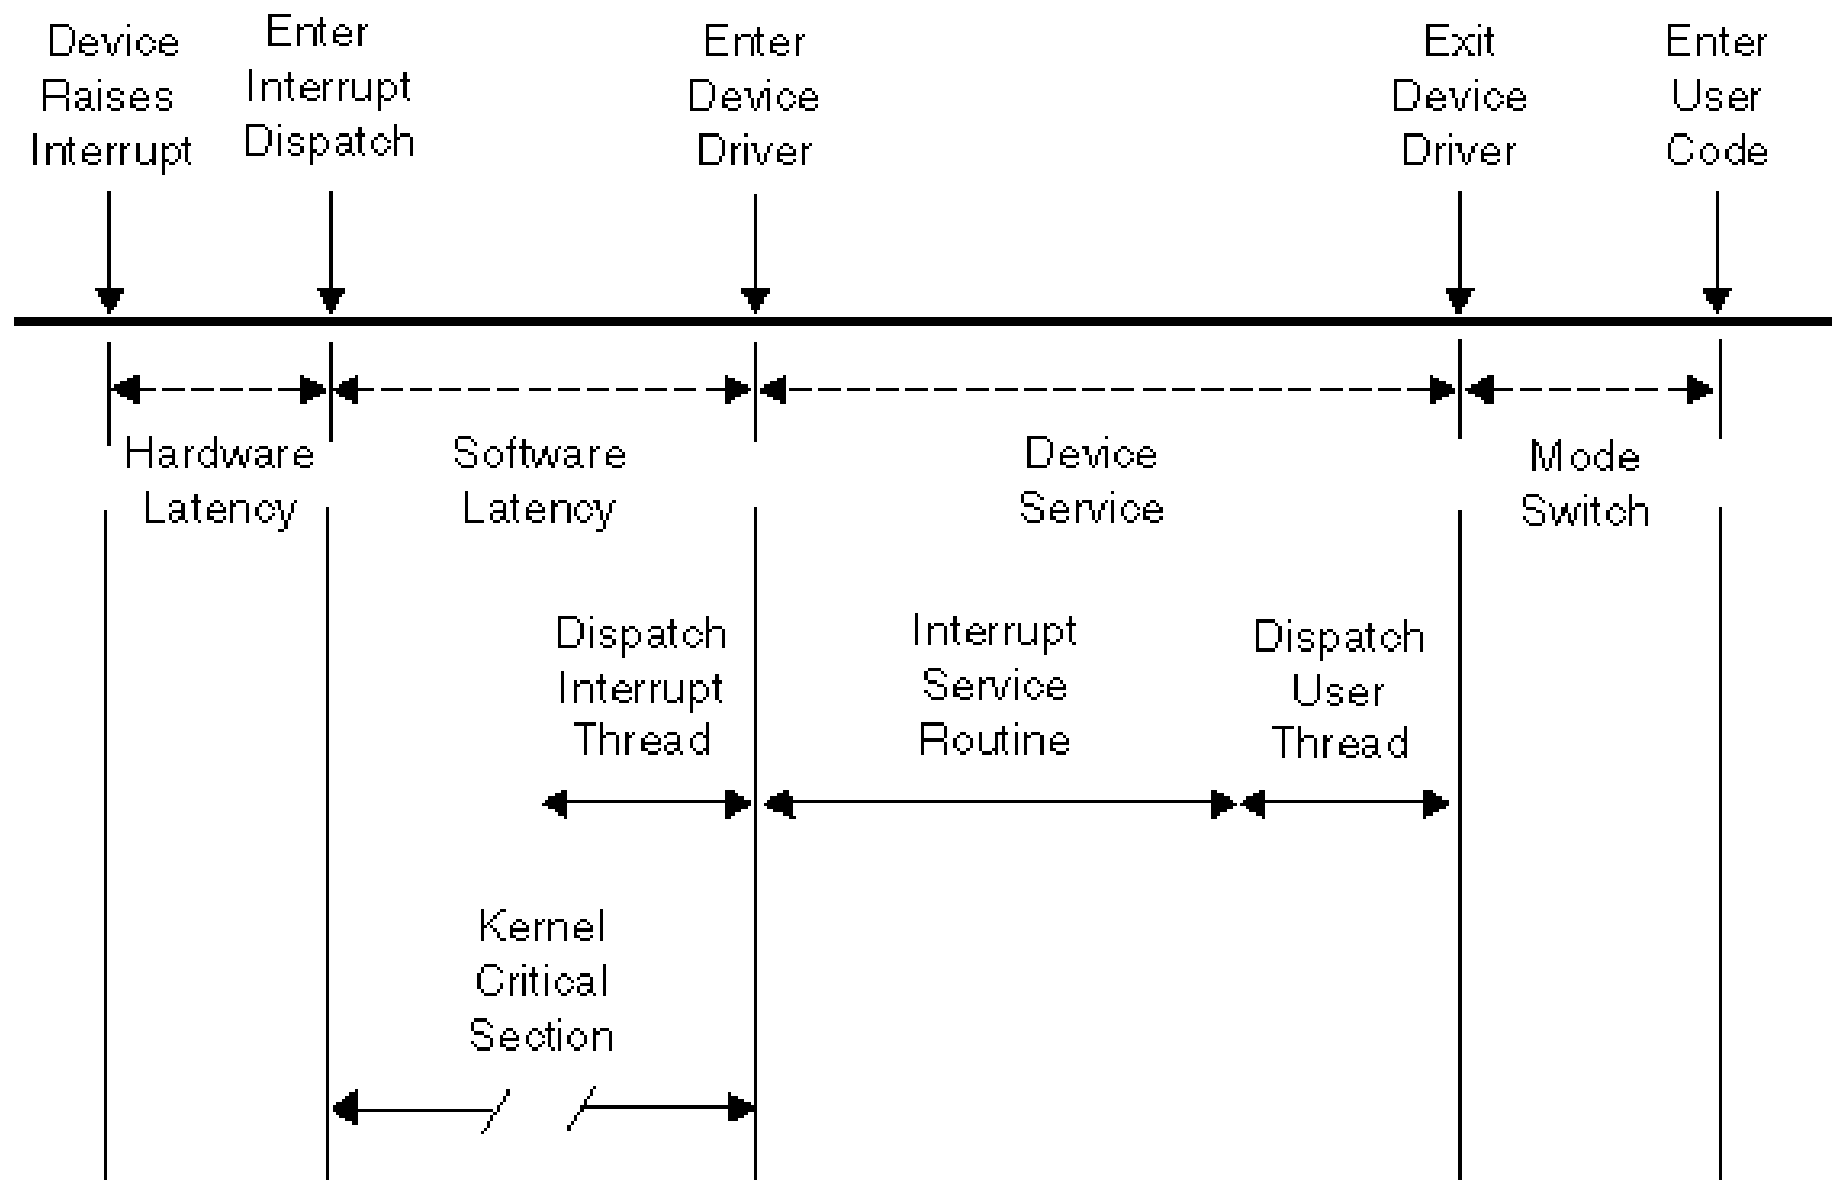 Device
Raises
Interrupt
Enter
Interrupt
Dispatch
Enter
Device
Driver
Exit
Device
Driver
Enter
User
Code
Hardware
Latency
Software
Latency
Device
Service
Mode
Switch
Dispatch
Interrupt
Thread
Interrupt
Service
Routine
Dispatch
User
Thread
Kernel
Critical
Section